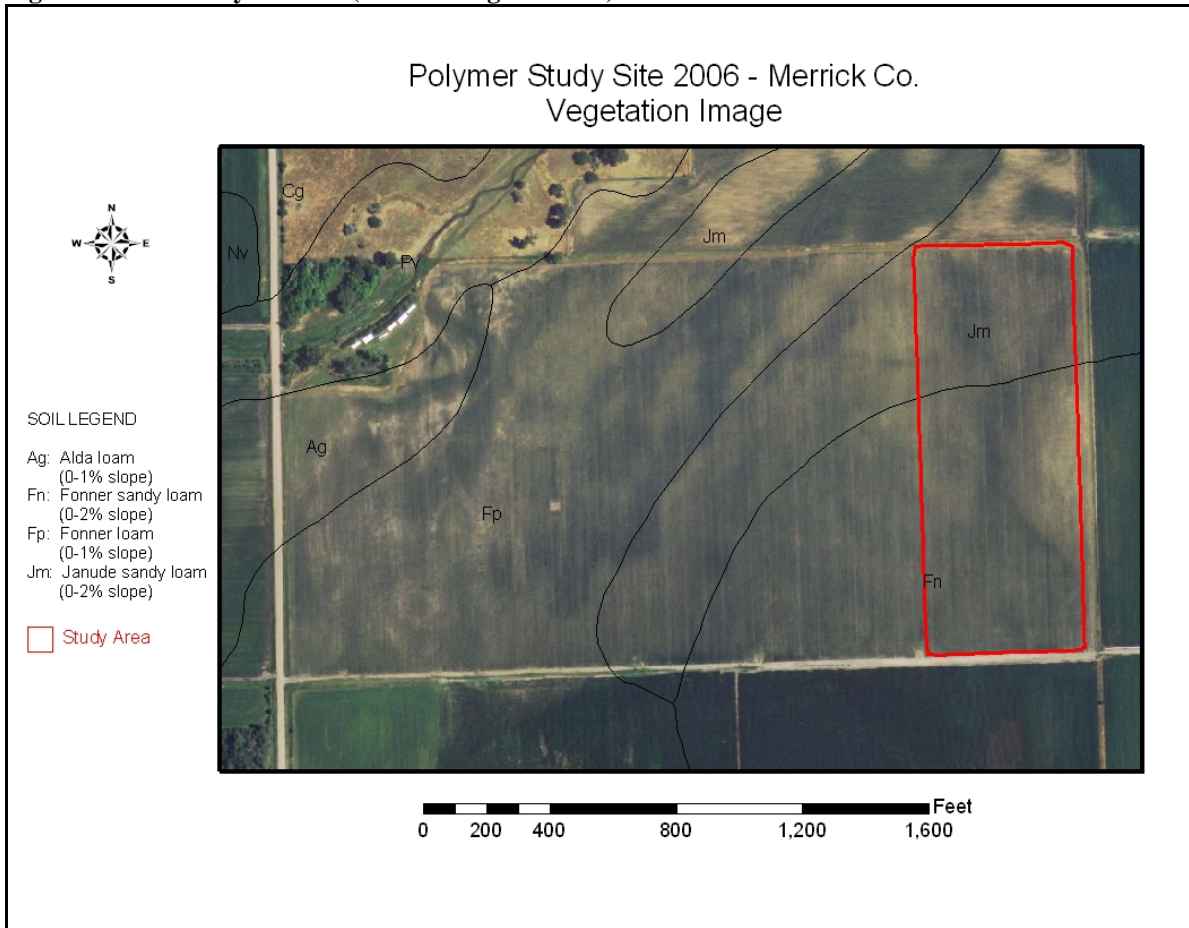 Polymer Study Site 2006 - Merrick Co.
Vegetation Image
N
W
E
S
Cg
Nv
Pv
Jm
Jm
Ag
Fp
Fn
SOIL LEGEND
Ag: Alda loam
(0-1% slope)
Fn: Fonner sandy loam
(0-2% slope)
Fp: Fonner loam
(0-1% slope)
Jm: Janude sandy loam
(0-2% slope)
Study Area
Feet
0 200 400 800 1,200 1,600